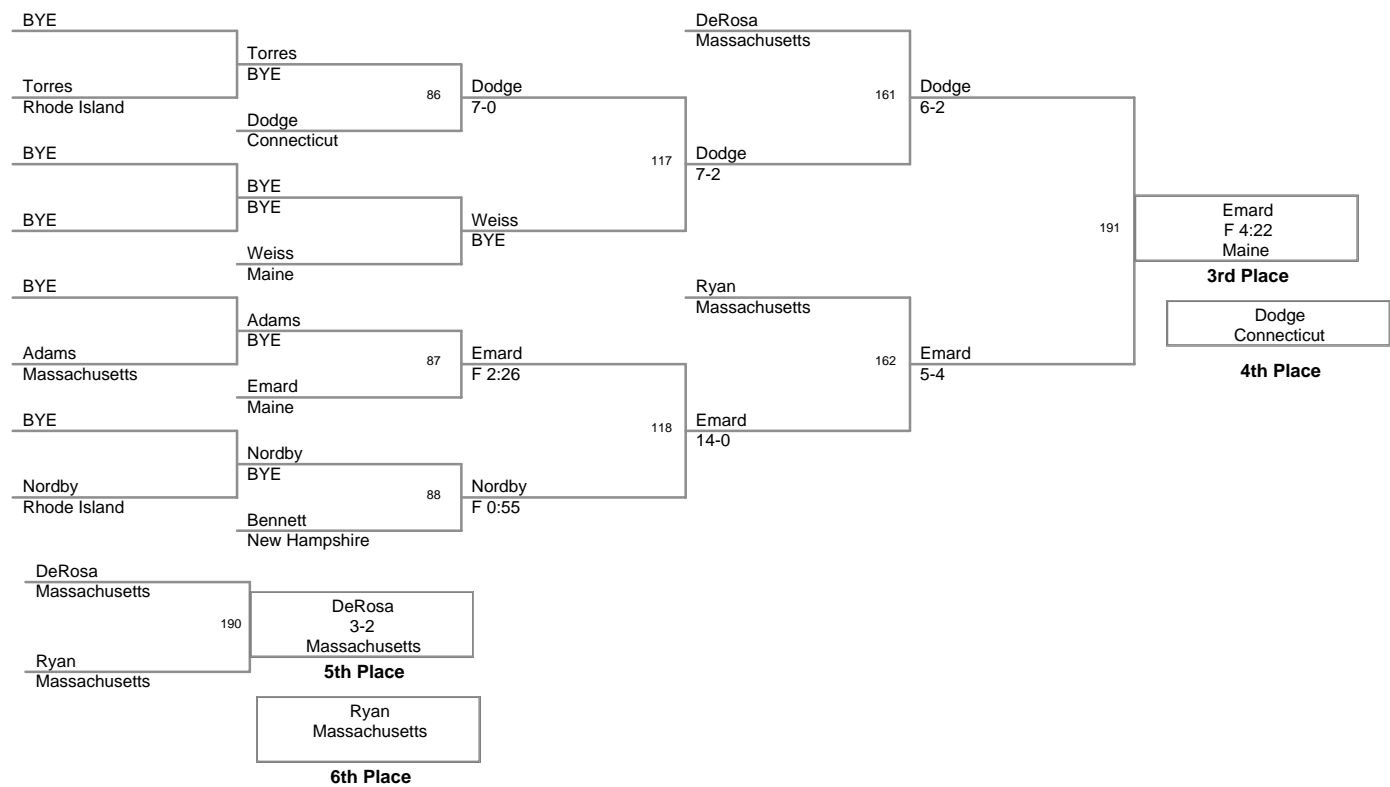 BYE
Torres
Rhode Island
BYE
BYE
BYE
Adams
Massachusetts
BYE
Nordby
Rhode Island
Torres
BYE
86
Dodge
Connecticut
BYE
BYE
Weiss
Maine
Adams
BYE
87
Emard
Maine
Nordby
BYE
88
Bennett
New Hampshire
Dodge
7-0
117
Weiss
BYE
Emard
F 2:26
118
Nordby
F 0:55
DeRosa
Massachusetts
161
Dodge
7-2
Ryan
Massachusetts
162
Emard
14-0
Dodge
6-2
191
Emard
5-4
Emard
F 4:22
Maine
3rd Place
Dodge
Connecticut
4th Place
DeRosa
Massachusetts
190
Ryan
Massachusetts
DeRosa
3-2
Massachusetts
5th Place
Ryan
Massachusetts
6th Place